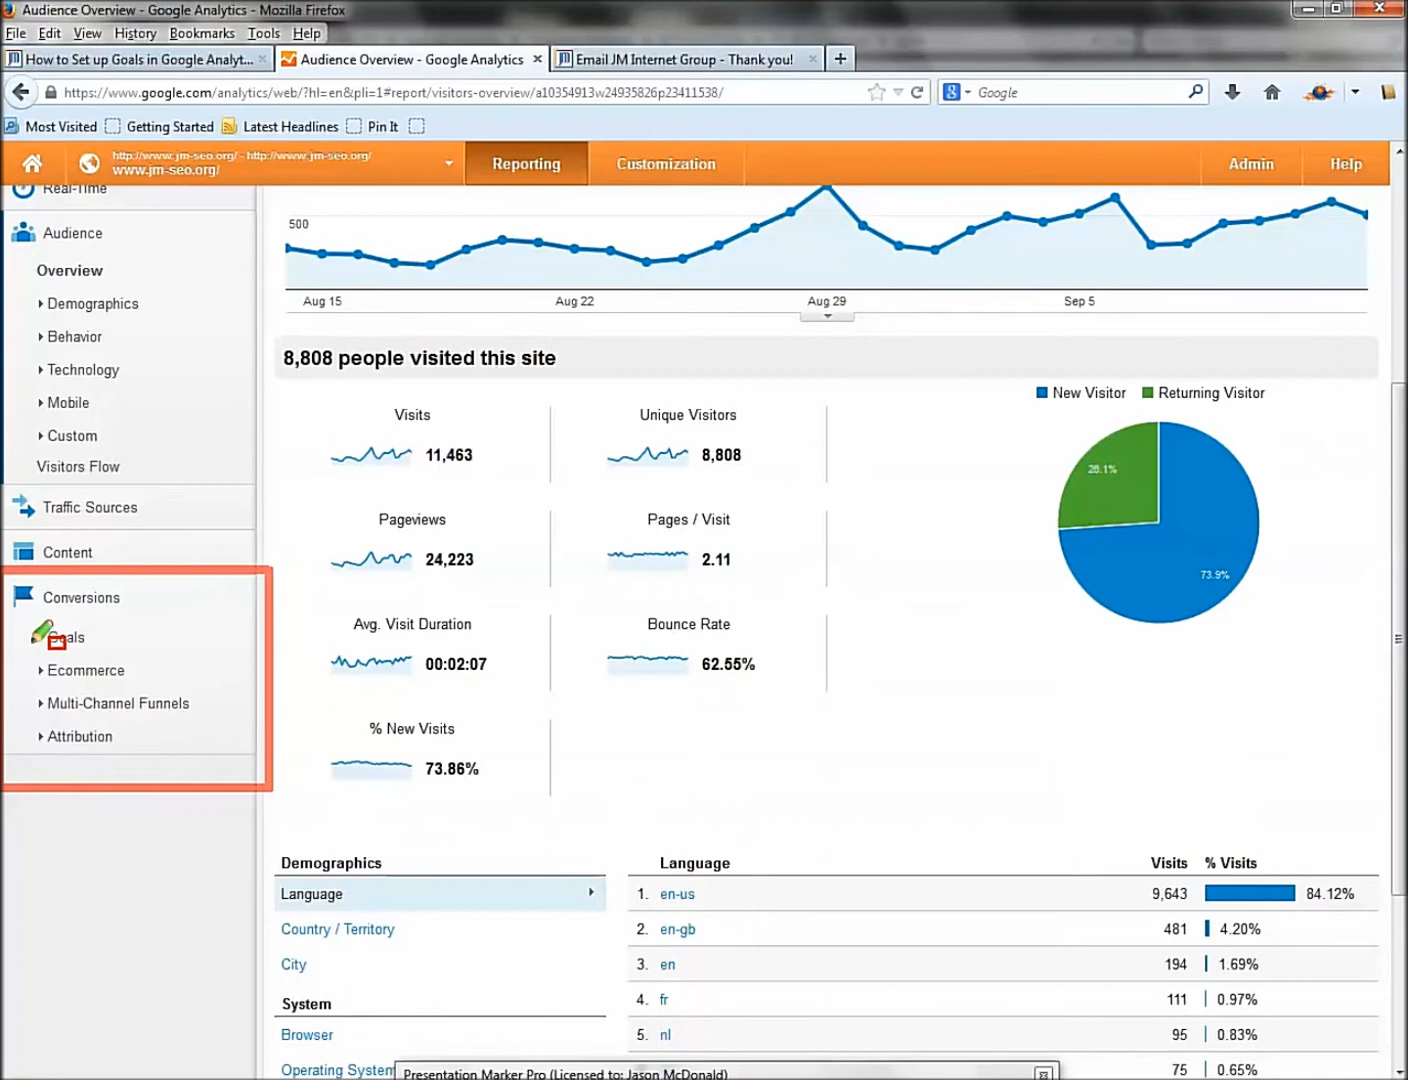 Audience Overview - Google Analytics - Mozilla Firefox
File Edit View History Bookmarks Tools Help
How to Set up Goals in Google Analyt... Audience Overview - Google Analytics Email JM Internet Group - Thank you!
https://www.google.com/analytics/web/?hl=en&pli=1#report/visitors-overview/a10354913w24935826p23411538/ Google
Most Visited Getting Started Latest Headlines Pin It
http://www.jm-seo.org/ - http://www.jm-seo.org/
www.jm-seo.org/
Reporting Customization Admin Help
Real-Time
Audience
Overview
Demographics
Behavior
Technology
Mobile
Custom
Visitors Flow
Traffic Sources
Content
Conversions
Goals
Ecommerce
Multi-Channel Funnels
Attribution
500
Aug 15 Aug 22 Aug 29 Sep 5
8,808 people visited this site
New Visitor Returning Visitor
Visits
11,463
Unique Visitors
8,808
Pageviews
24,223
Pages / Visit
2.11
Avg. Visit Duration
00:02:07
Bounce Rate
62.55%
% New Visits
73.86%
26.1%
73.9%
Demographics
Language
Country / Territory
City
System
Browser
Operating System
Language Visits % Visits
1. en-us 9,643 84.12%
2. en-gb 481 4.20%
3. en 194 1.69%
4. fr 111 0.97%
5. nl 95 0.83%
75 0.65%
Presentation Marker Pro (Licensed to: Jason McDonald)